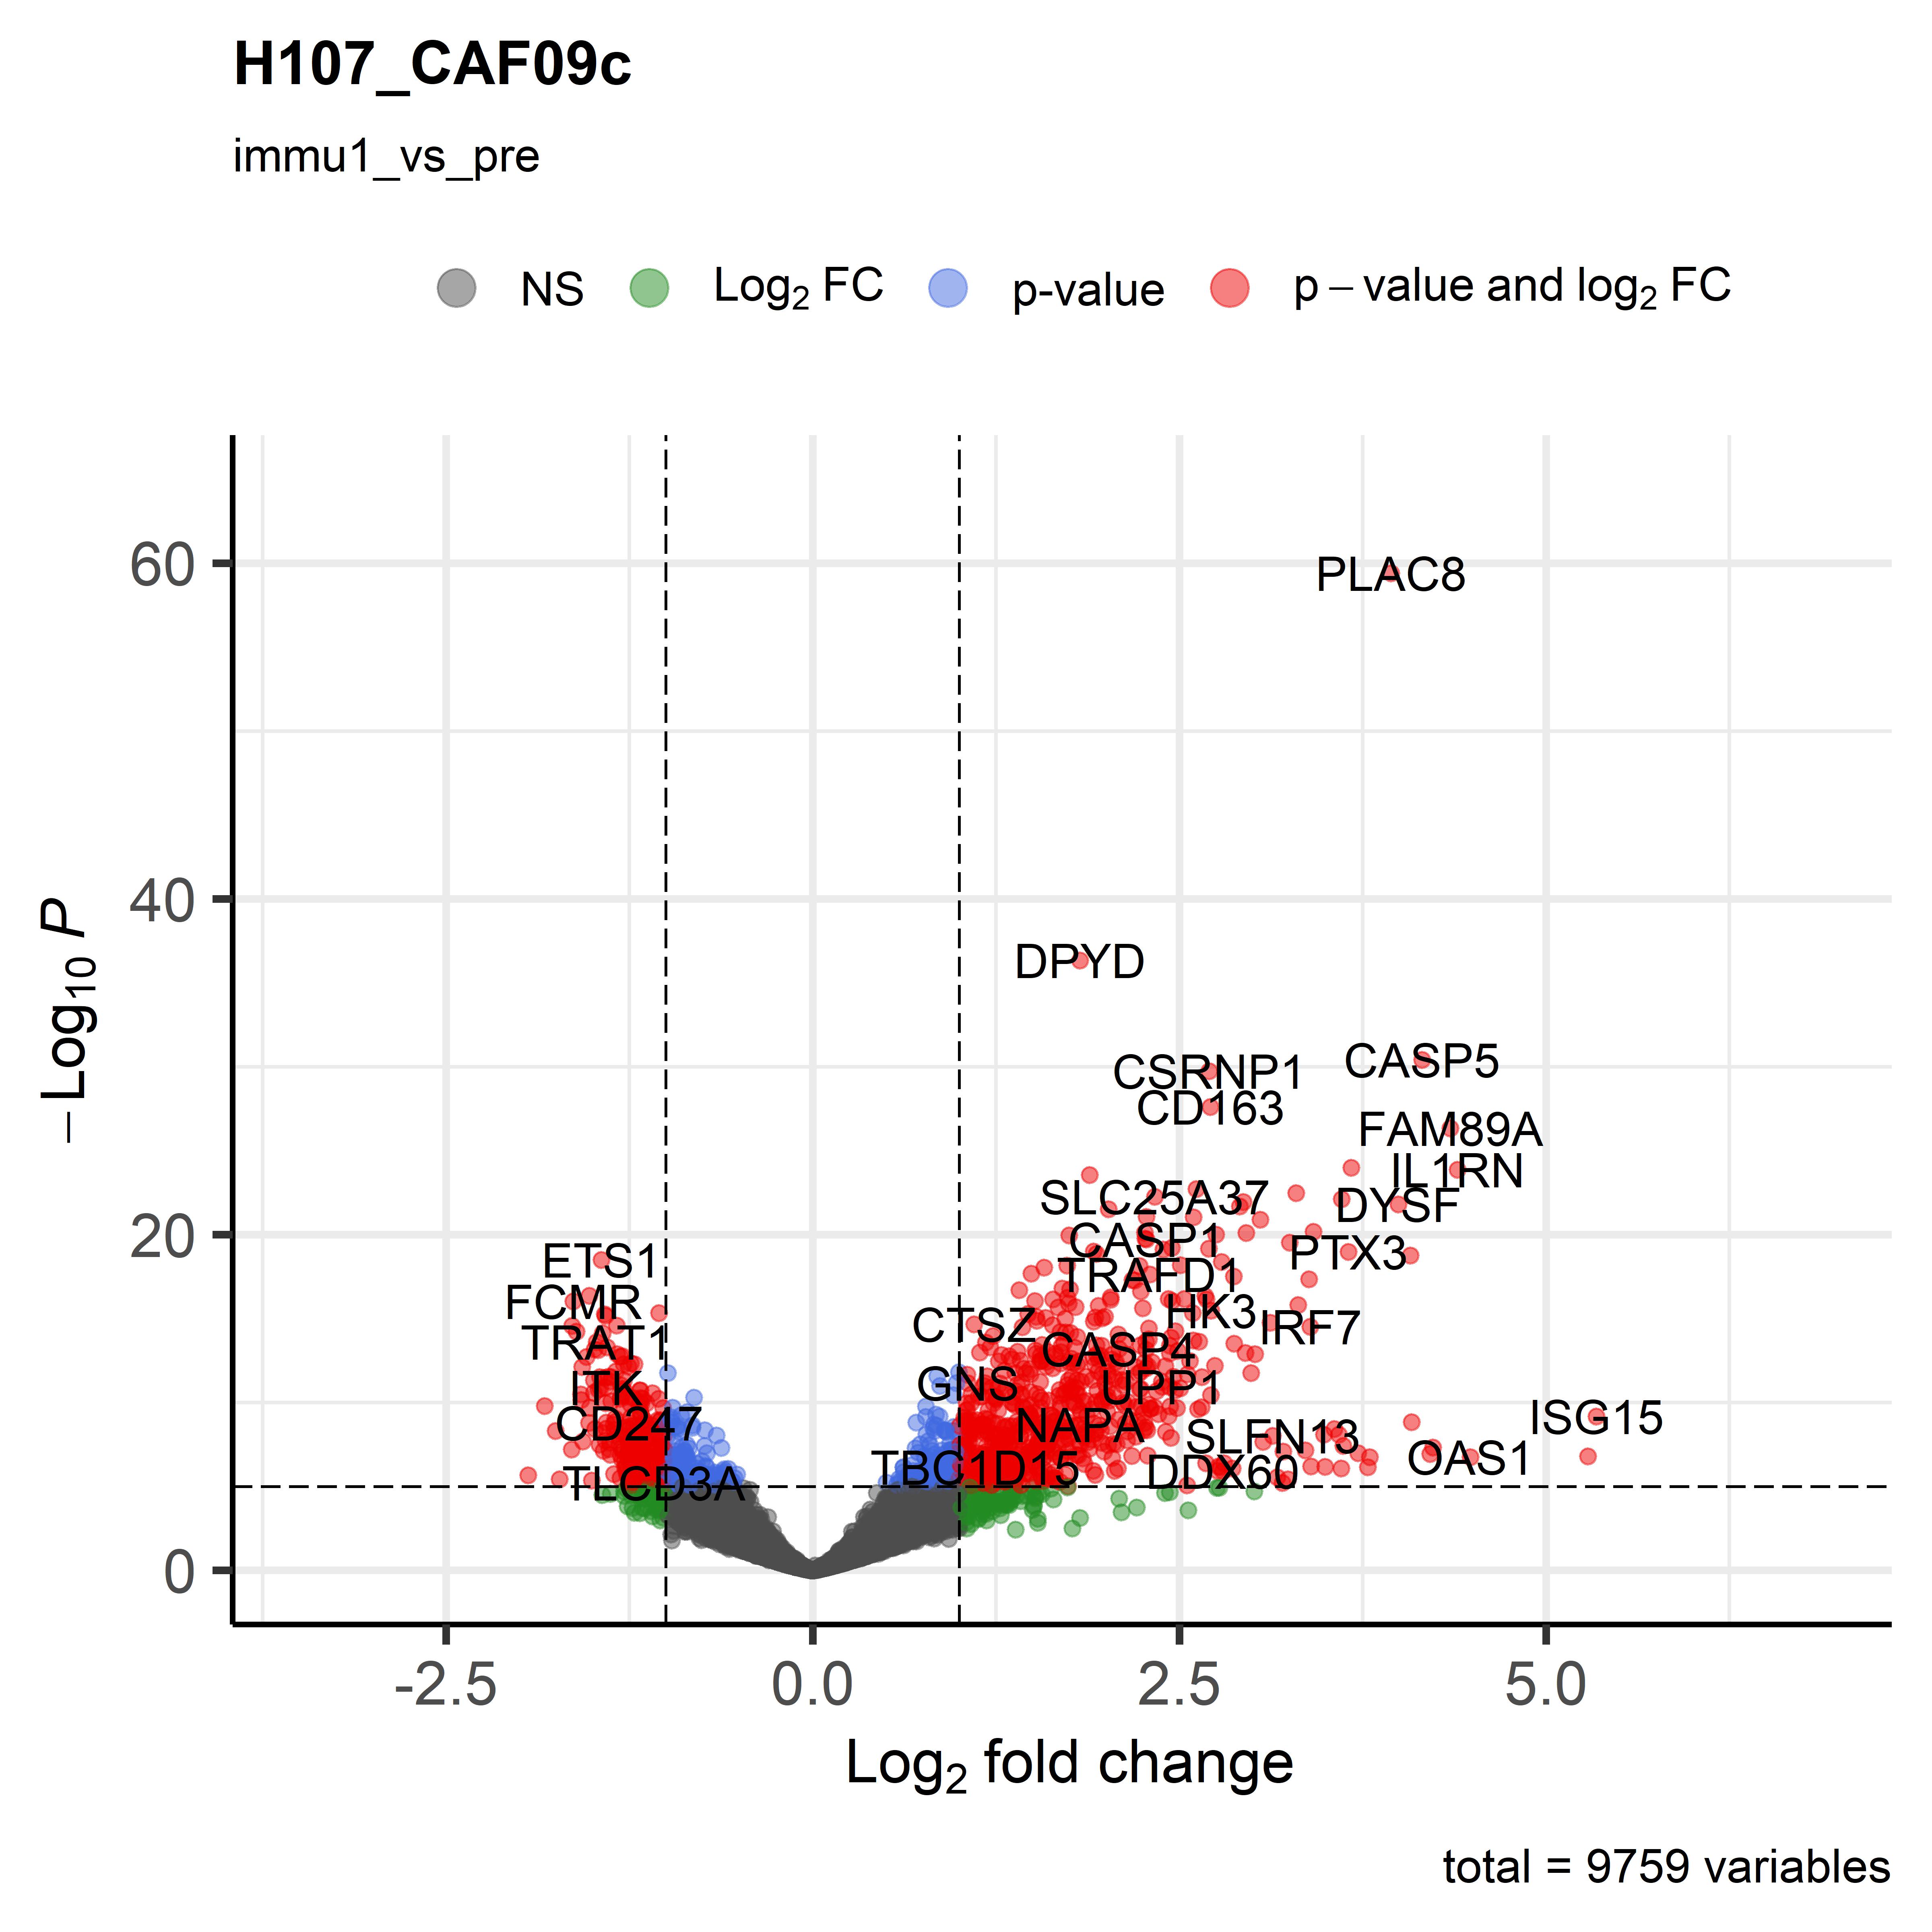 H107_CAF09c
immu1_vs_pre
NS
Log2 FC
p-value
p – value and log2 FC
60
40
20
0
– Log10 P
PLAC8
DPYD
CASP5
CSRNP1
CD163
FAM89A
IL1RN
SLC25A37
DYSF
CASP1
PTX3
ETS1
TRAFD1
FCMR
HK3
IRF7
CTSZ
TRAT1
CASP4
ITK
GNS
UPP1
CD247
NAPA
ISG15
SLFN13
OAS1
TBC1D15
DDX60
TLCD3A
-2.5
0.0
2.5
5.0
Log2 fold change
total = 9759 variables